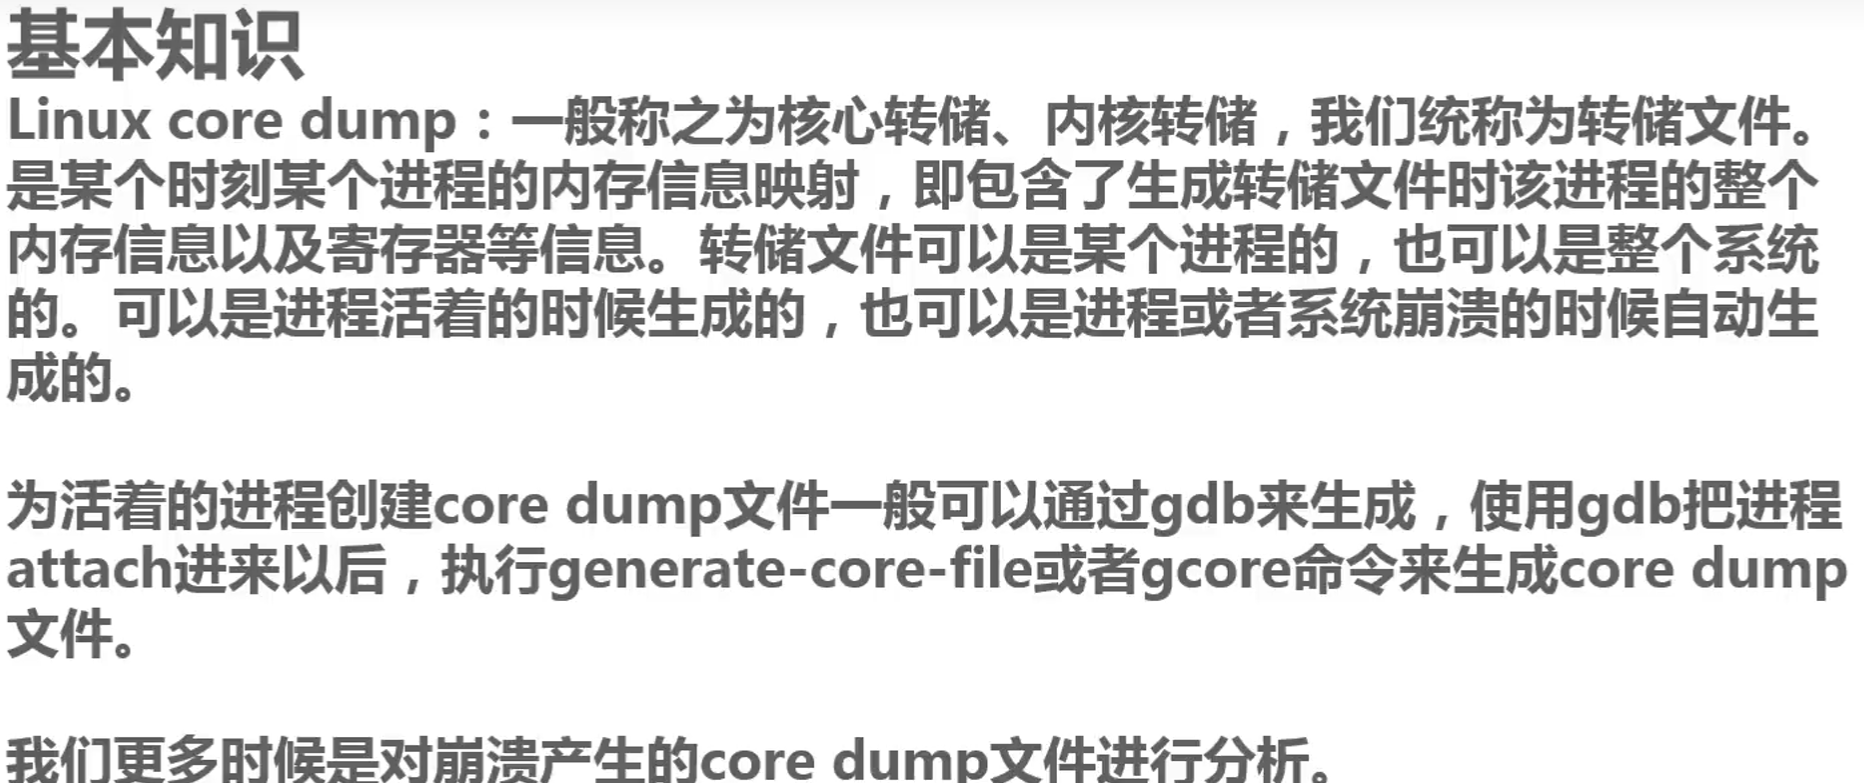 基本知识
Linux core dump：一般称之为核心转储、内核转储，我们统称为转储文件。
是某个时刻某个进程的内存信息映射，即包含了生成转储文件时该进程的整个
内存信息以及寄存器等信息。转储文件可以是某个进程的，也可以是整个系统
的。可以是进程活着的时候生成的，也可以是进程或者系统崩溃的时候自动生
成的。
为活着的进程创建core dump文件一般可以通过gdb来生成，使用gdb把进程
attach进来以后，执行generate-core-file或者gcore命令来生成core dump
文件。
我们更多时候是对崩溃产生的core dump文件进行分析。